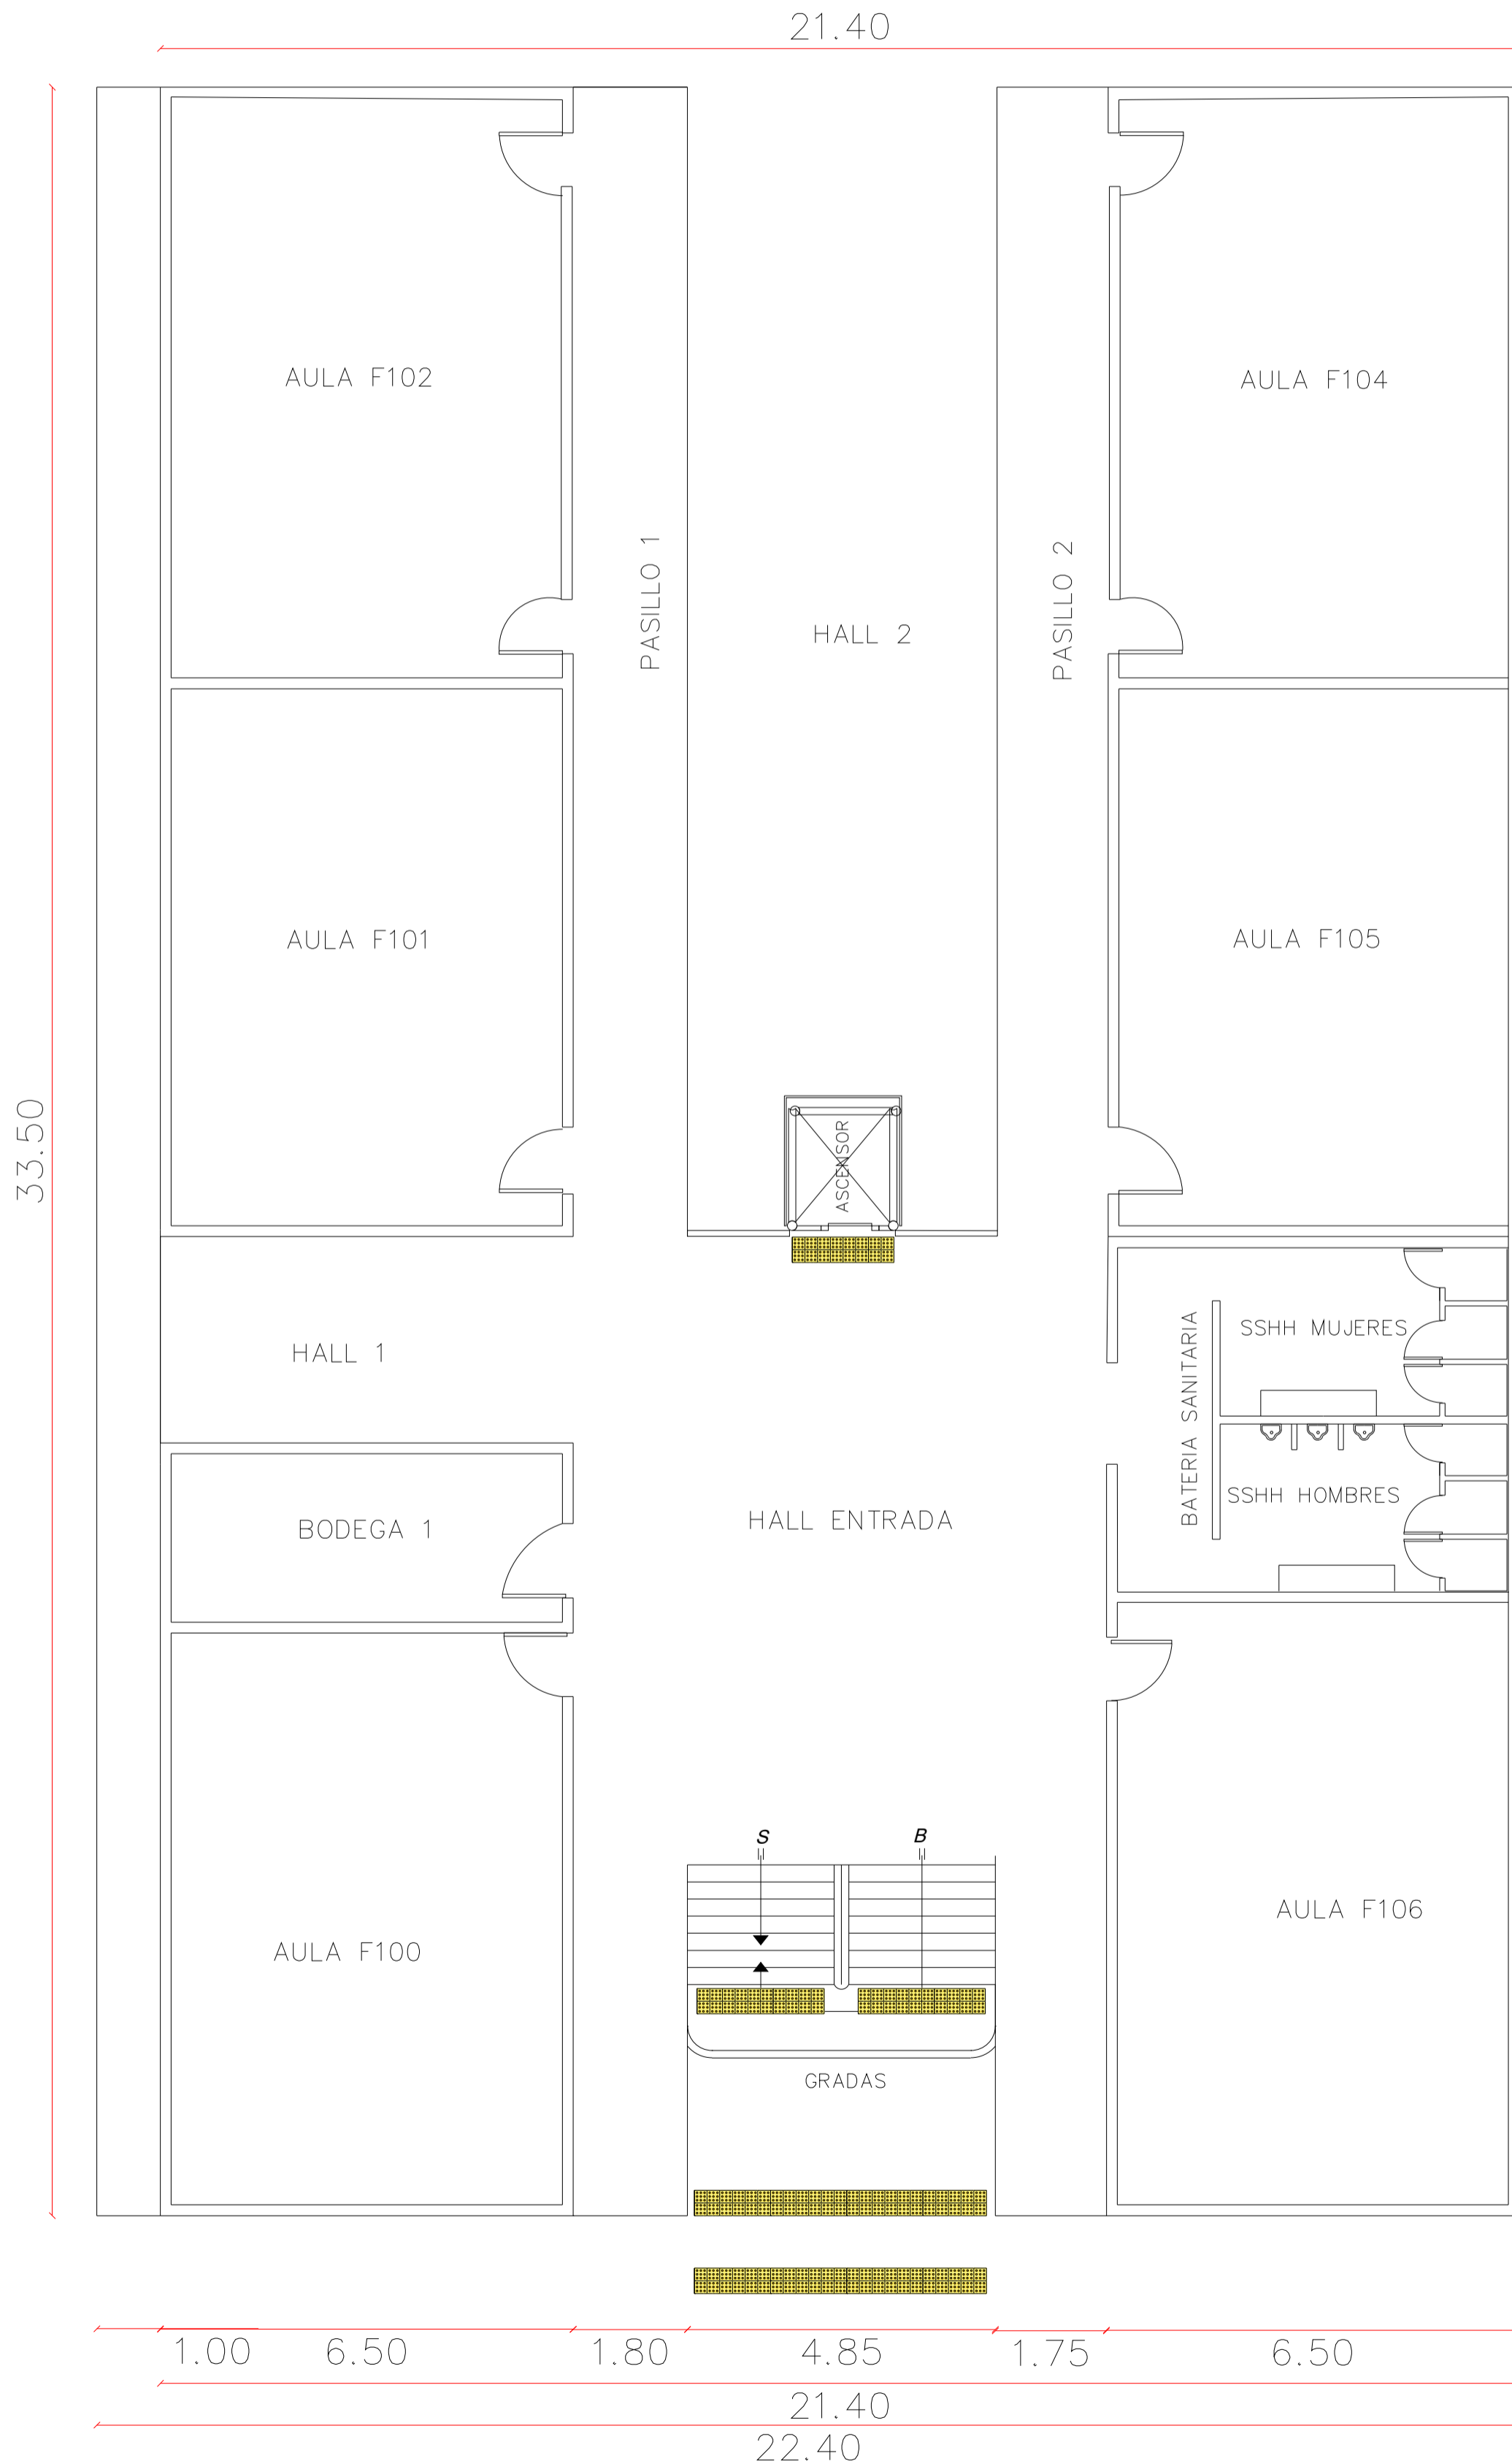 21.40
AULA F102
AULA F104
PASILLO 1
HALL 2
PASILLO 2
AULA F101
AULA F105
33.50
ASCENSOR
HALL 1
BATERIA SANITARIA
SSHH MUJERES
SSHH HOMBRES
BODEGA 1
HALL ENTRADA
S
B
AULA F100
AULA F106
GRADAS
1.00 6.50 1.80 4.85 1.75 6.50
21.40
22.40